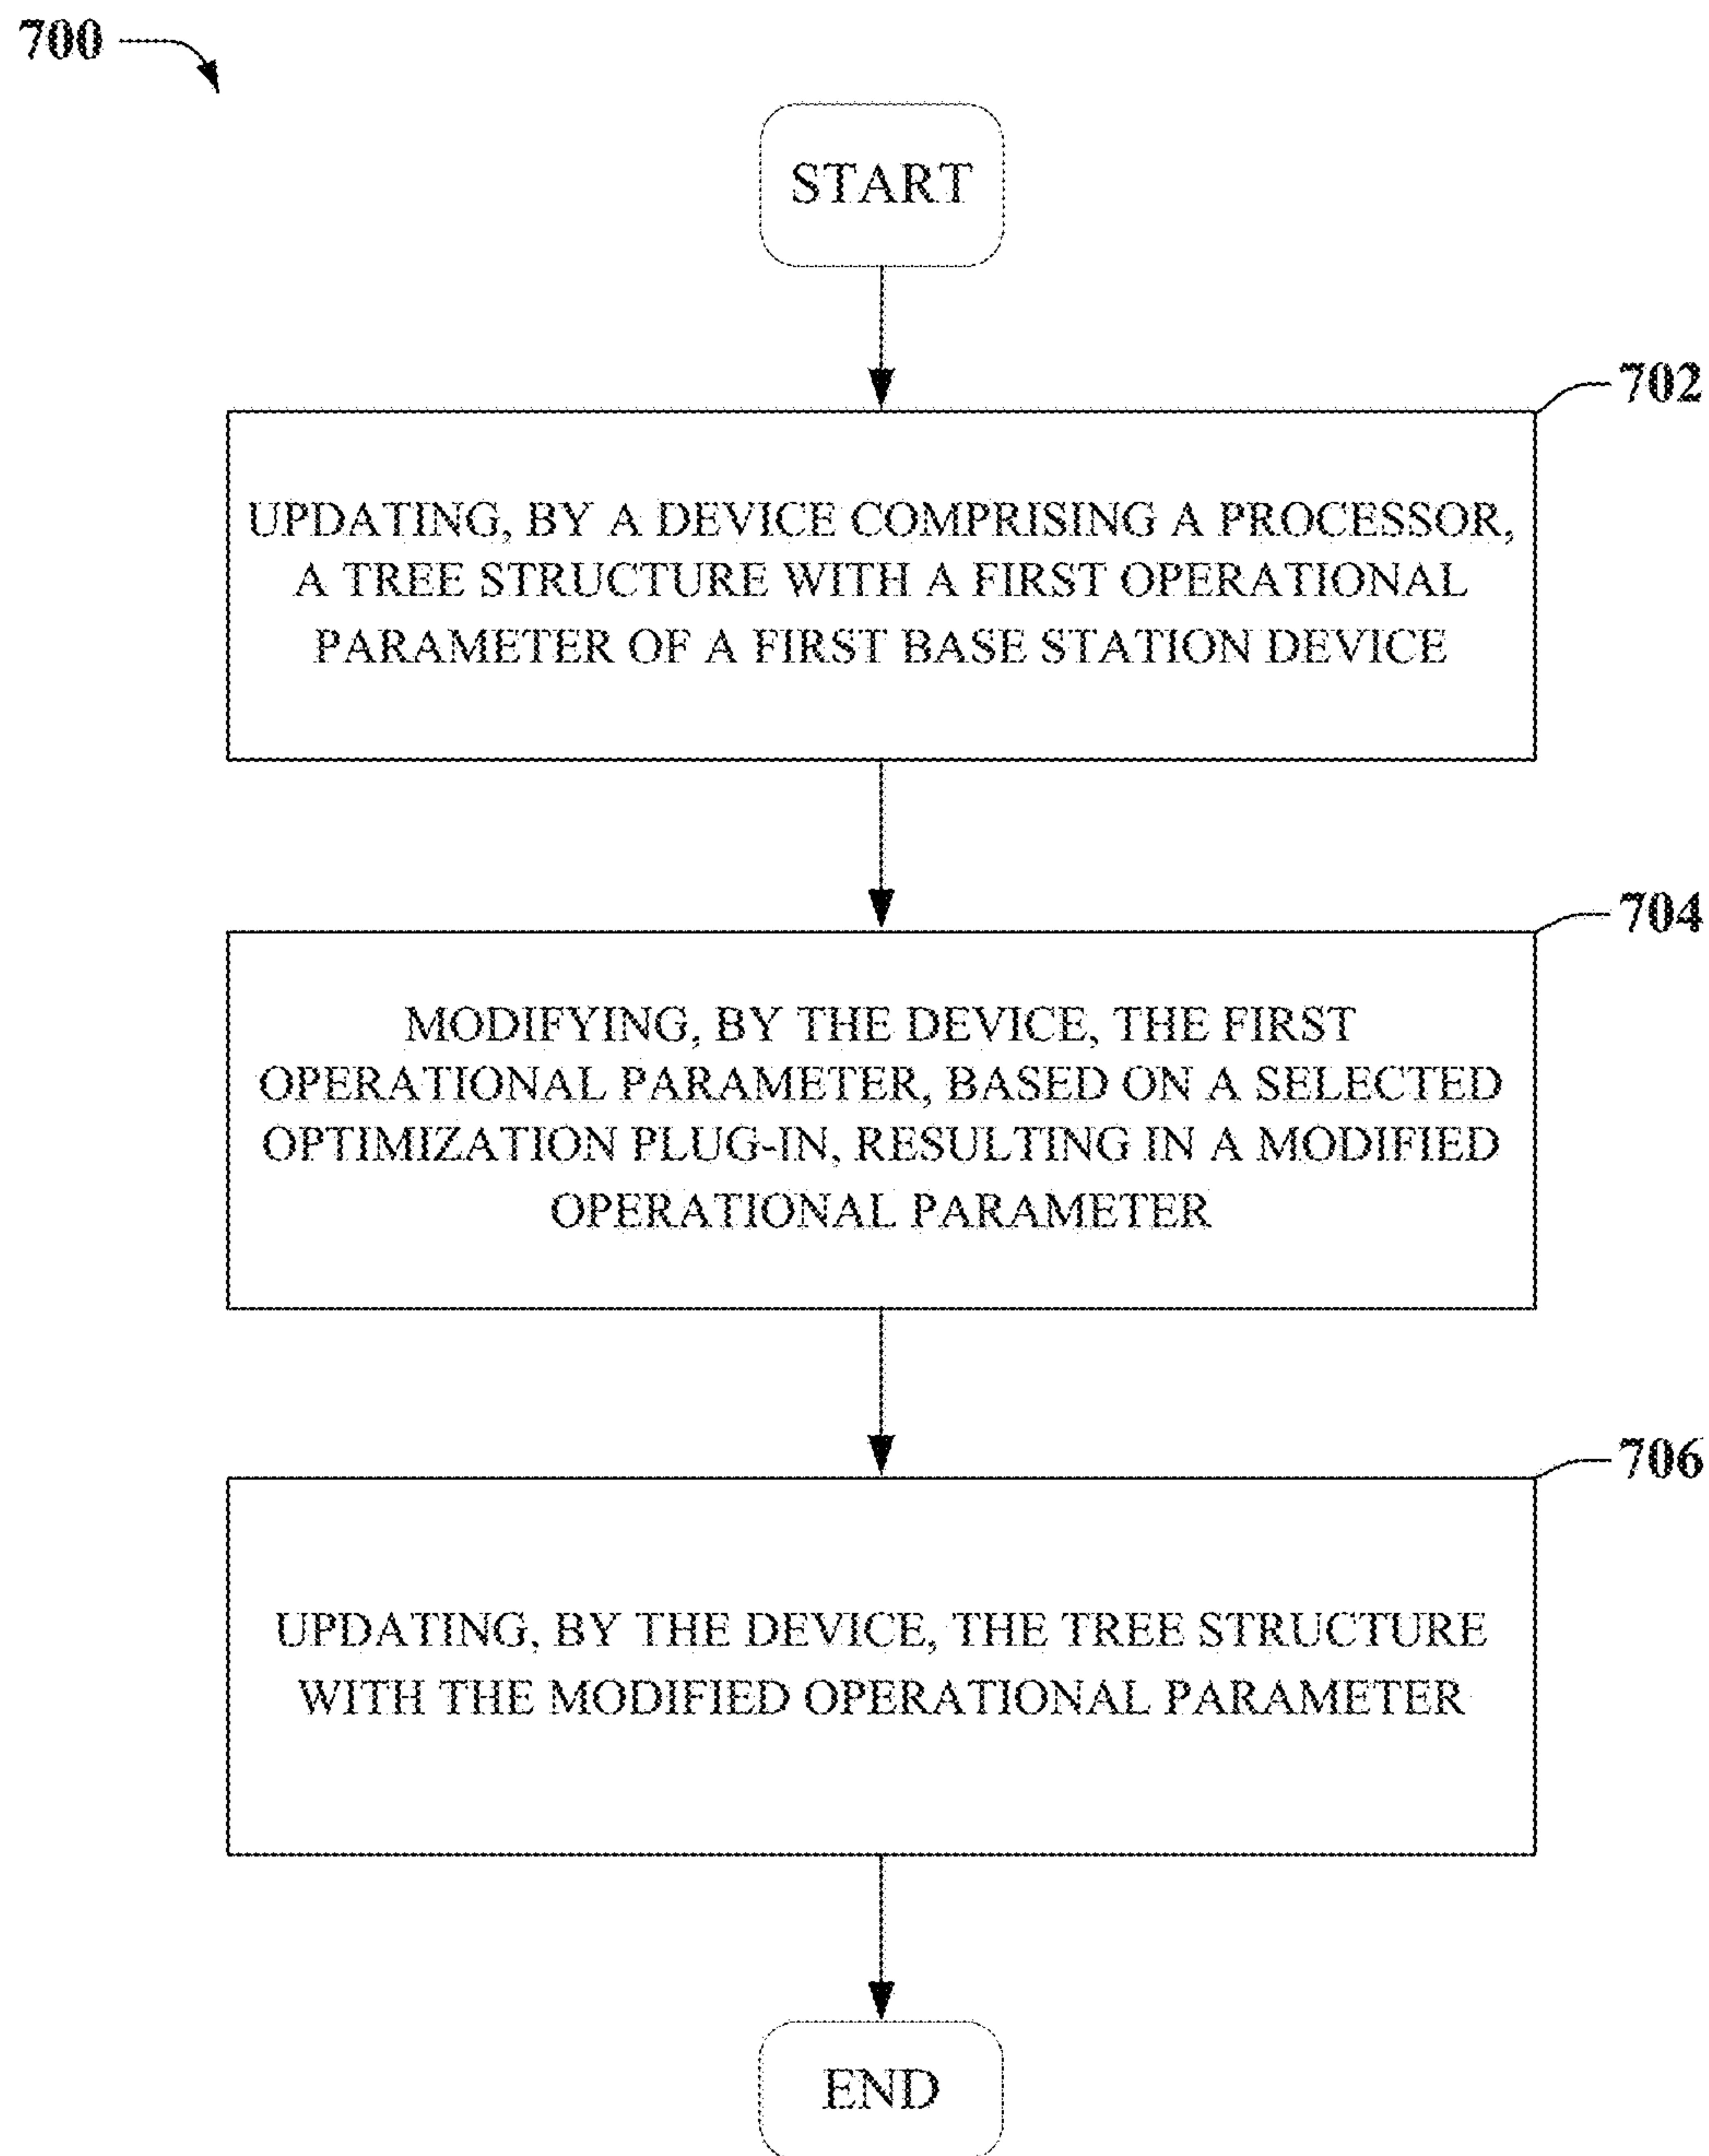 700
START
702
UPDATING, BY A DEVICE COMPRISING A PROCESSOR,
A TREE STRUCTURE WITH A FIRST OPERATIONAL
PARAMETER OF A FIRST BASE STATION DEVICE
704
MODIFYING, BY THE DEVICE, THE FIRST
OPERATIONAL PARAMETER, BASED ON A SELECTED
OPTIMIZATION PLUG-IN, RESULTING IN A MODIFIED
OPERATIONAL PARAMETER
706
UPDATING, BY THE DEVICE, THE TREE STRUCTURE
WITH THE MODIFIED OPERATIONAL PARAMETER
END